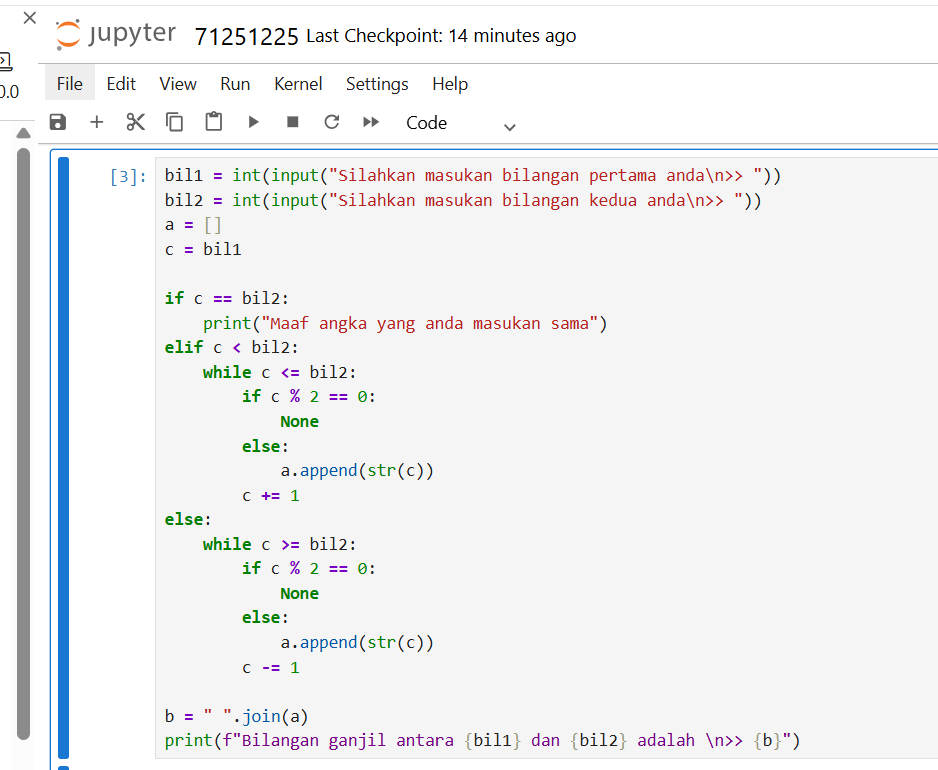 0.0
jupyter 71251225 Last Checkpoint: 14 minutes ago
File Edit View Run Kernel Settings Help
Code
[3]:
bil1 = int(input("Silahkan masukan bilangan pertama anda\n>> "))
bil2 = int(input("Silahkan masukan bilangan kedua anda\n>> "))
a = []
c = bil1

if c == bil2:
    print("Maaf angka yang anda masukan sama")
elif c < bil2:
    while c <= bil2:
        if c % 2 == 0:
            None
        else:
            a.append(str(c))
        c += 1
else:
    while c >= bil2:
        if c % 2 == 0:
            None
        else:
            a.append(str(c))
        c -= 1

b = " ".join(a)
print(f"Bilangan ganjil antara {bil1} dan {bil2} adalah \n>> {b}")